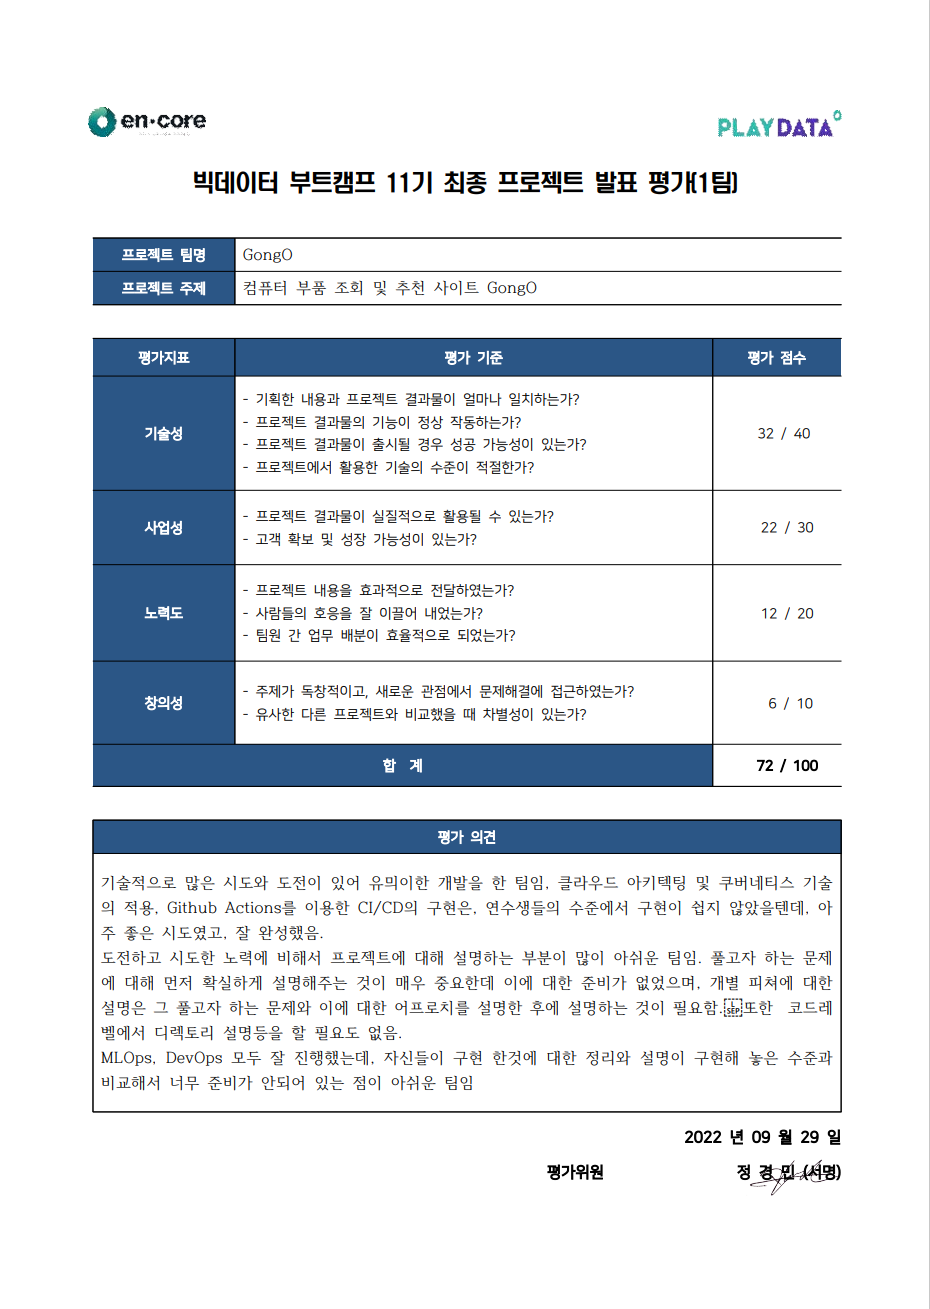 en·core
PLAYDATA
빅데이터 부트캠프 11기 최종 프로젝트 발표 평가(1팀)
프로젝트 팀명 GongO
프로젝트 주제 컴퓨터 부품 조회 및 추천 사이트 GongO
평가지표 평가 기준 평가 점수
기술성
- 기획한 내용과 프로젝트 결과물이 얼마나 일치하는가?
- 프로젝트 결과물의 기능이 정상 작동하는가?
- 프로젝트 결과물이 출시될 경우 성공 가능성이 있는가?
- 프로젝트에서 활용한 기술의 수준이 적절한가?
32 / 40
사업성
- 프로젝트 결과물이 실질적으로 활용될 수 있는가?
- 고객 확보 및 성장 가능성이 있는가?
22 / 30
노력도
- 프로젝트 내용을 효과적으로 전달하였는가?
- 사람들의 호응을 잘 이끌어 내었는가?
- 팀원 간 업무 배분이 효율적으로 되었는가?
12 / 20
창의성
- 주제가 독창적이고, 새로운 관점에서 문제해결에 접근하였는가?
- 유사한 다른 프로젝트와 비교했을 때 차별성이 있는가?
6 / 10
합 계 72 / 100
평가 의견
기술적으로 많은 시도와 도전이 있어 유믜이한 개발을 한 팀임, 클라우드 아키텍팅 및 쿠버네티스 기술
의 적용, Github Actions를 이용한 CI/CD의 구현은, 연수생들의 수준에서 구현이 쉽지 않았을텐데, 아
주 좋은 시도였고, 잘 완성했음.
도전하고 시도한 노력에 비해서 프로젝트에 대해 설명하는 부분이 많이 아쉬운 팀임. 풀고자 하는 문제
에 대해 먼저 확실하게 설명해주는 것이 매우 중요한데 이에 대한 준비가 없었으며, 개별 피쳐에 대한
설명은 그 풀고자 하는 문제와 이에 대한 어프로치를 설명한 후에 설명하는 것이 필요함.LSEP또한 코드레
벨에서 디렉토리 설명등을 할 필요도 없음.
MLOps, DevOps 모두 잘 진행했는데, 자신들이 구현 한것에 대한 정리와 설명이 구현해 놓은 수준과
비교해서 너무 준비가 안되어 있는 점이 아쉬운 팀임
2022 년 09 월 29 일
평가위원 정 경 민 (서명)